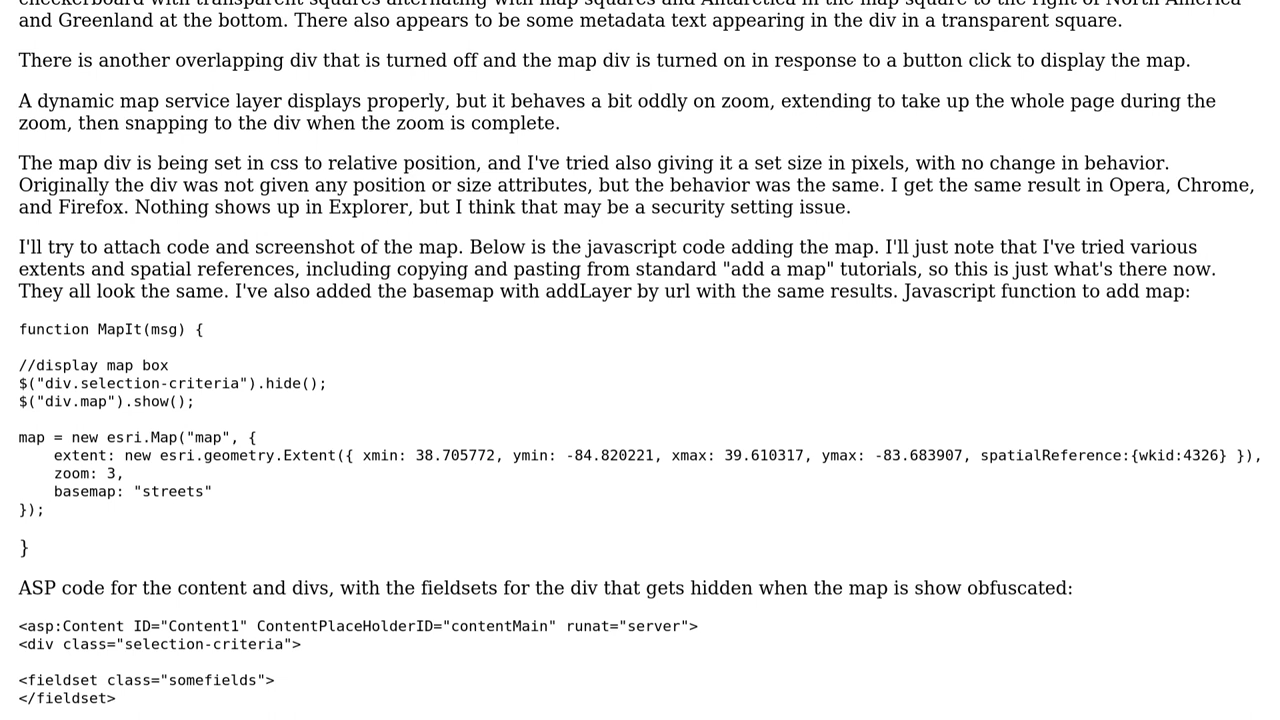 checkerboard with transparent squares alternating with map squares and Antarctica in the map square to the right of North America
and Greenland at the bottom. There also appears to be some metadata text appearing in the div in a transparent square.
There is another overlapping div that is turned off and the map div is turned on in response to a button click to display the map.
A dynamic map service layer displays properly, but it behaves a bit oddly on zoom, extending to take up the whole page during the
zoom, then snapping to the div when the zoom is complete.
The map div is being set in css to relative position, and I've tried also giving it a set size in pixels, with no change in behavior.
Originally the div was not given any position or size attributes, but the behavior was the same. I get the same result in Opera, Chrome,
and Firefox. Nothing shows up in Explorer, but I think that may be a security setting issue.
I'll try to attach code and screenshot of the map. Below is the javascript code adding the map. I'll just note that I've tried various
extents and spatial references, including copying and pasting from standard "add a map" tutorials, so this is just what's there now.
They all look the same. I've also added the basemap with addLayer by url with the same results. Javascript function to add map:
function MapIt(msg) {
//display map box
$("div.selection-criteria").hide();
$("div.map").show();
map = new esri.Map("map", {
    extent: new esri.geometry.Extent({ xmin: 38.705772, ymin: -84.820221, xmax: 39.610317, ymax: -83.683907, spatialReference:{wkid:4326} }),
    zoom: 3,
    basemap: "streets"
});
}
ASP code for the content and divs, with the fieldsets for the div that gets hidden when the map is show obfuscated:
<asp:Content ID="Content1" ContentPlaceHolderID="contentMain" runat="server">
<div class="selection-criteria">
<fieldset class="somefields">
</fieldset>